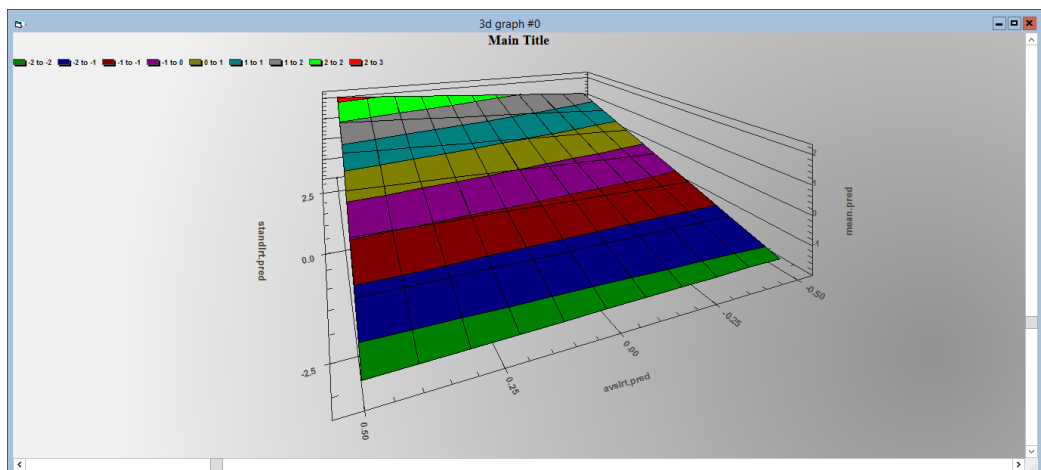 3d graph #0
Main Title
-2 to -2 -2 to -1 -1 to -1 -1 to 0 0 to 1 1 to 1 1 to 2 2 to 2 2 to 3
2.5
0.0
-2.5
standlrt.pred
0.50
0.25
0.00
-0.25
-0.50
avslrt.pred
2
1
0
-1
mean.pred